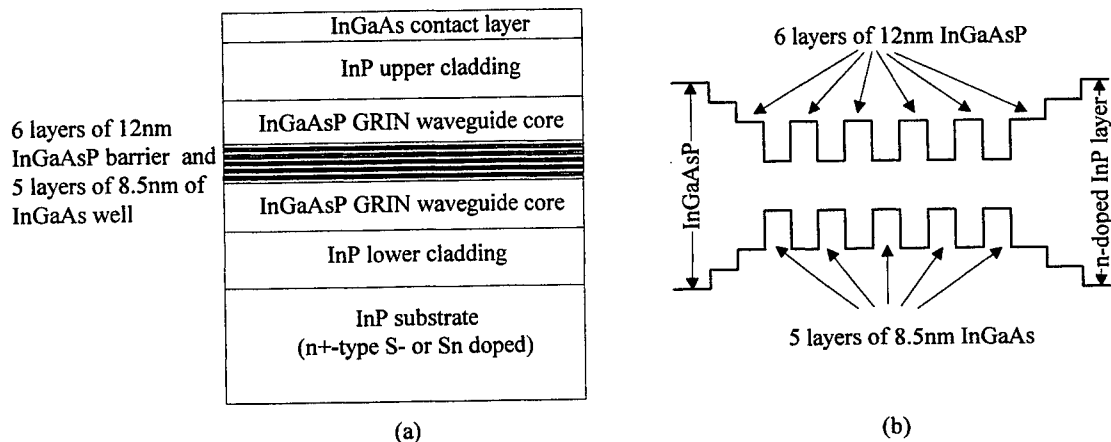 InGaAs contact layer
InP upper cladding
InGaAsP GRIN waveguide core
6 layers of 12nm
InGaAsP barrier and
5 layers of 8.5nm of
InGaAs well
InGaAsP GRIN waveguide core
InP lower cladding
InP substrate
(n+-type S- or Sn doped)
(a)
6 layers of 12nm InGaAsP
InGaAsP
n-doped InP layer
5 layers of 8.5nm InGaAs
(b)